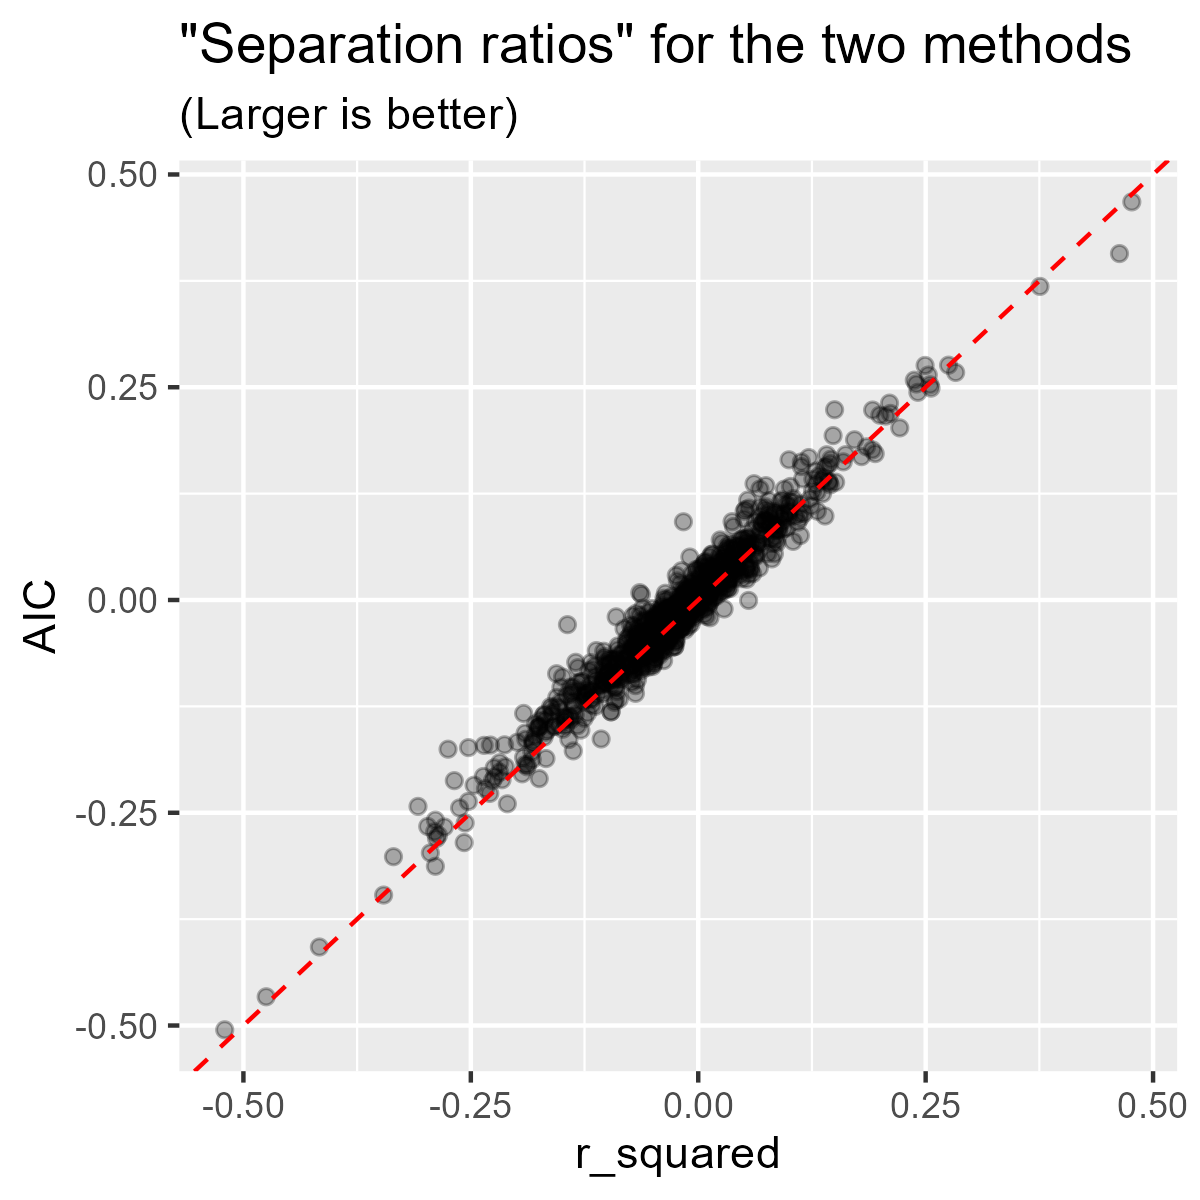 "Separation ratios" for the two methods
(Larger is better)
0.50
0.25
0.00
-0.25
-0.50
AIC
-0.50
-0.25
0.00
0.25
0.50
r_squared